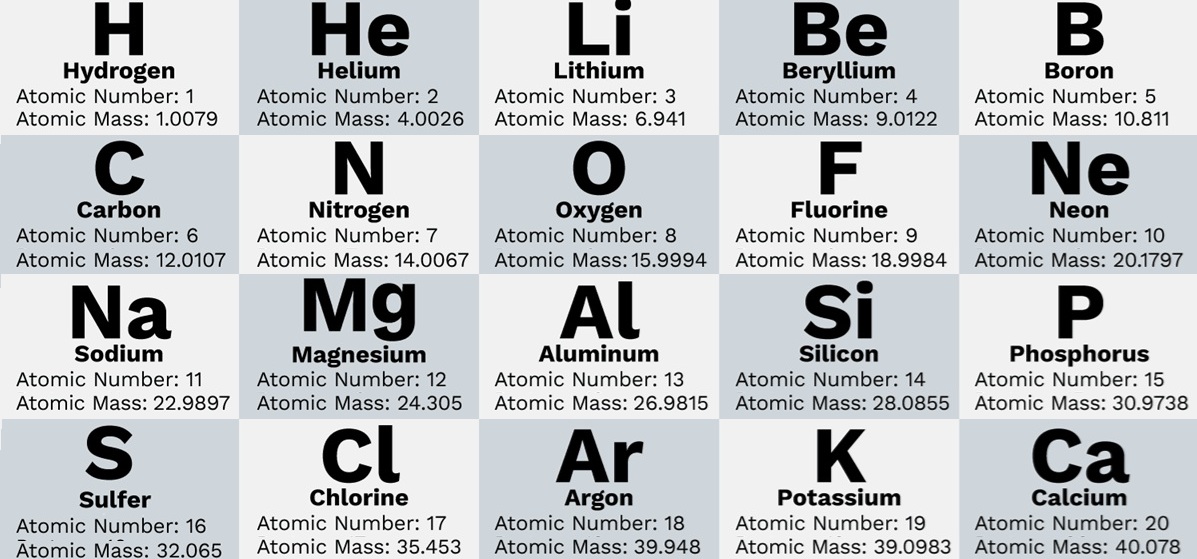 H
Hydrogen
Atomic Number: 1
Atomic Mass: 1.0079
He
Helium
Atomic Number: 2
Atomic Mass: 4.0026
Li
Lithium
Atomic Number: 3
Atomic Mass: 6.941
Be
Beryllium
Atomic Number: 4
Atomic Mass: 9.0122
B
Boron
Atomic Number: 5
Atomic Mass: 10.811
C
Carbon
Atomic Number: 6
Atomic Mass: 12.0107
N
Nitrogen
Atomic Number: 7
Atomic Mass: 14.0067
O
Oxygen
Atomic Number: 8
Atomic Mass: 15.9994
F
Fluorine
Atomic Number: 9
Atomic Mass: 18.9984
Ne
Neon
Atomic Number: 10
Atomic Mass: 20.1797
Na
Sodium
Atomic Number: 11
Atomic Mass: 22.9897
Mg
Magnesium
Atomic Number: 12
Atomic Mass: 24.305
Al
Aluminum
Atomic Number: 13
Atomic Mass: 26.9815
Si
Silicon
Atomic Number: 14
Atomic Mass: 28.0855
P
Phosphorus
Atomic Number: 15
Atomic Mass: 30.9738
S
Sulfer
Atomic Number: 16
Atomic Mass: 32.065
Cl
Chlorine
Atomic Number: 17
Atomic Mass: 35.453
Ar
Argon
Atomic Number: 18
Atomic Mass: 39.948
K
Potassium
Atomic Number: 19
Atomic Mass: 39.0983
Ca
Calcium
Atomic Number: 20
Atomic Mass: 40.078